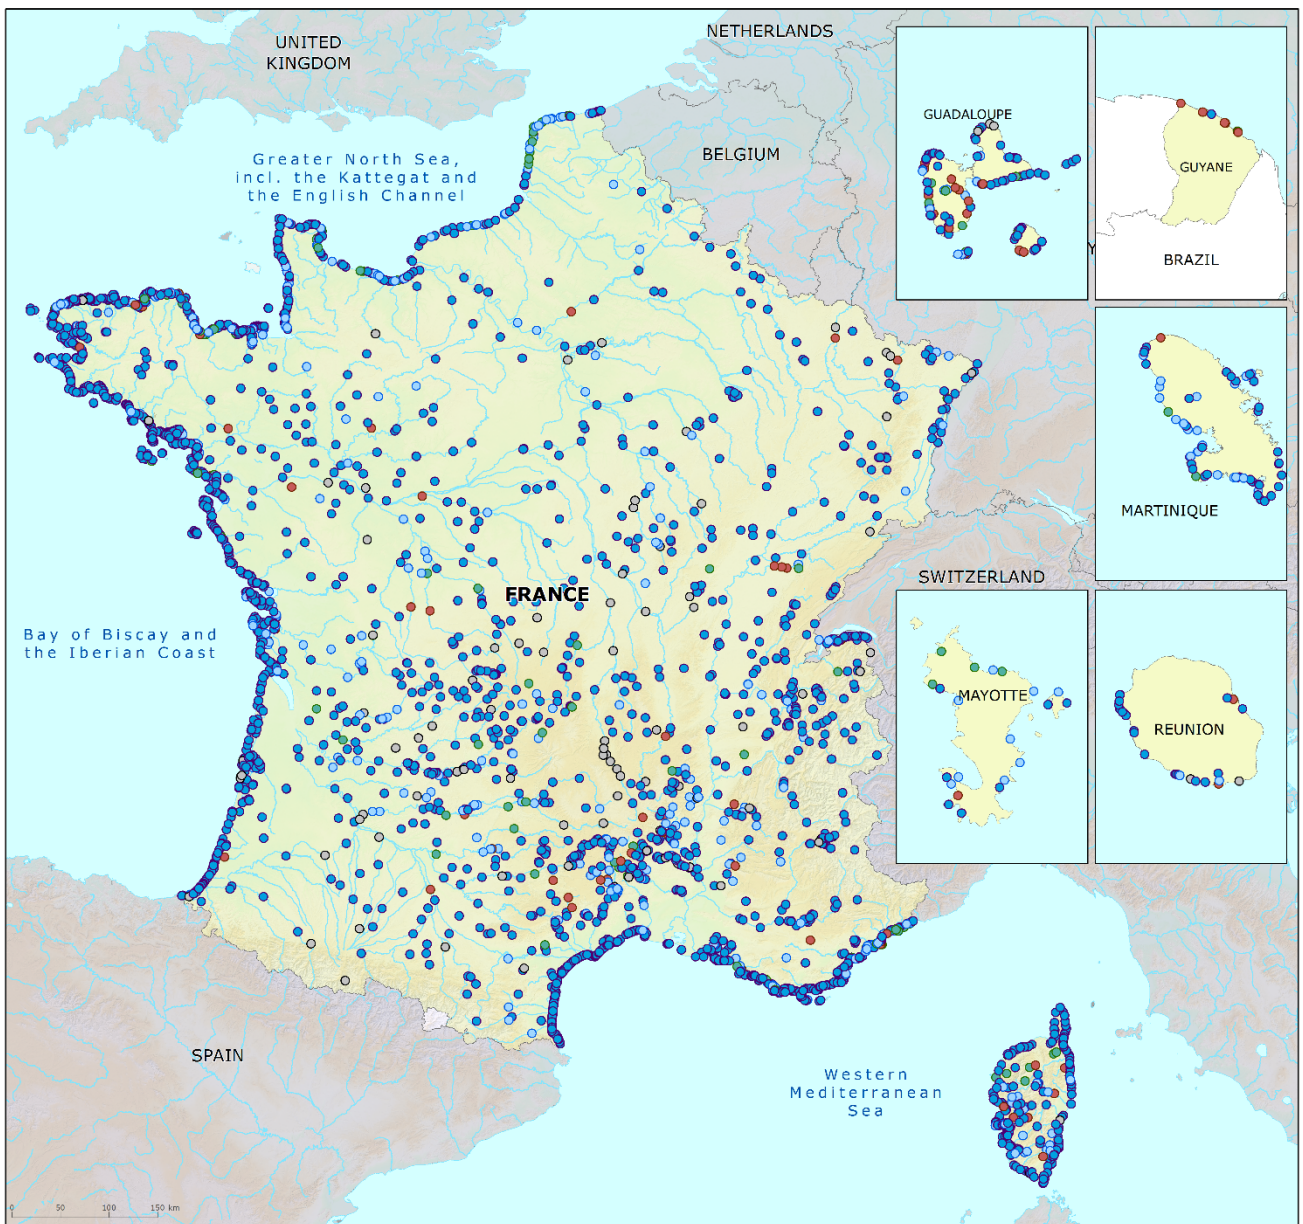 UNITED
KINGDOM
NETHERLANDS
BELGIUM
Greater North Sea,
incl. the Kattegat and
the English Channel
GUADALOUPE
GUYANE
BRAZIL
Y
MARTINIQUE
SWITZERLAND
FRANCE
Bay of Biscay and
the Iberian Coast
MAYOTTE
REUNION
SPAIN
Western
Mediterranean
Sea
0 50 100 150 km